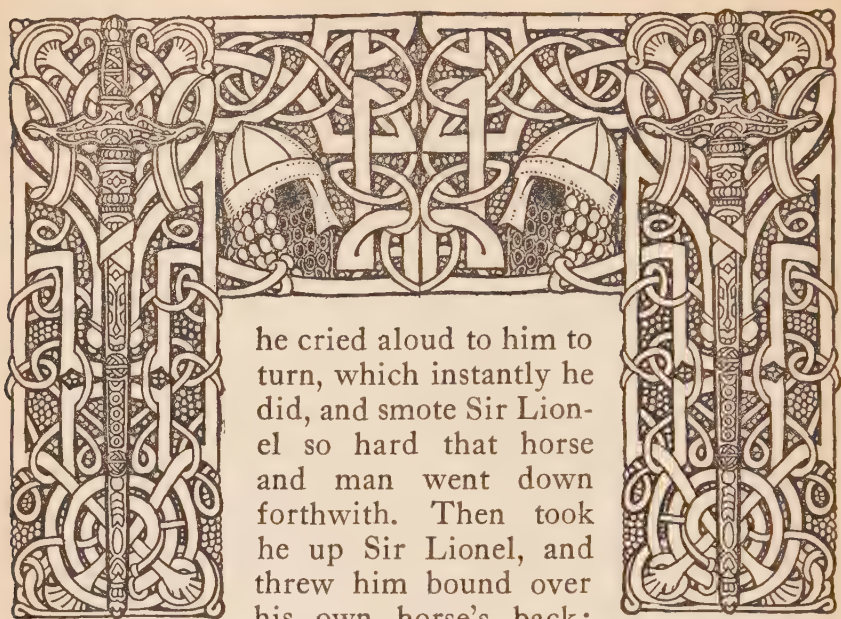 he cried aloud to him to
turn, which instantly he
did, and smote Sir Lion-
el so hard that horse
and man went down
forthwith. Then took
he up Sir Lionel, and
threw him bound over
his own horse's back;